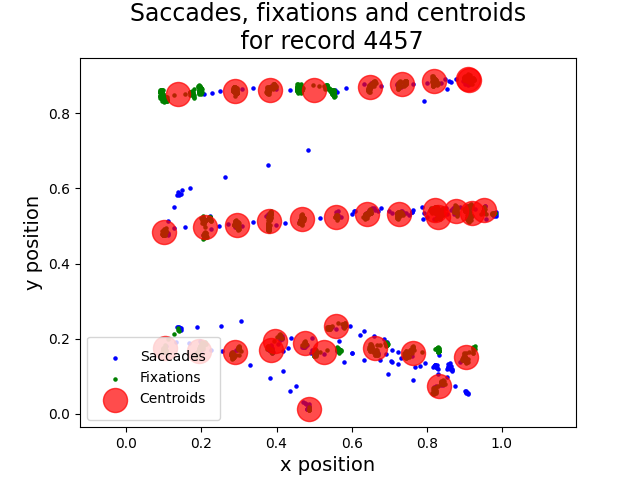 Saccades, fixations and centroids
for record 4457
y position
0.8
0.6
0.4
0.2
0.0
Saccades
Fixations
Centroids
0.0 0.2 0.4 0.6 0.8 1.0
x position